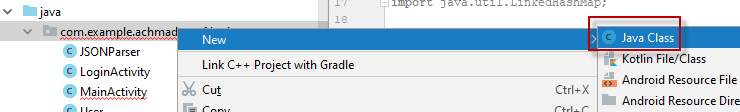 java
17
import java.util.LinkedHashMap;
18
com.example.achmad
New
Java Class
JSONParser
Link C++ Project with Gradle
Kotlin File/Class
LoginActivity
Cut
Ctrl+X
Android Resource File
MainActivity
Copy
Ctrl+C
Android Resource Dire
User